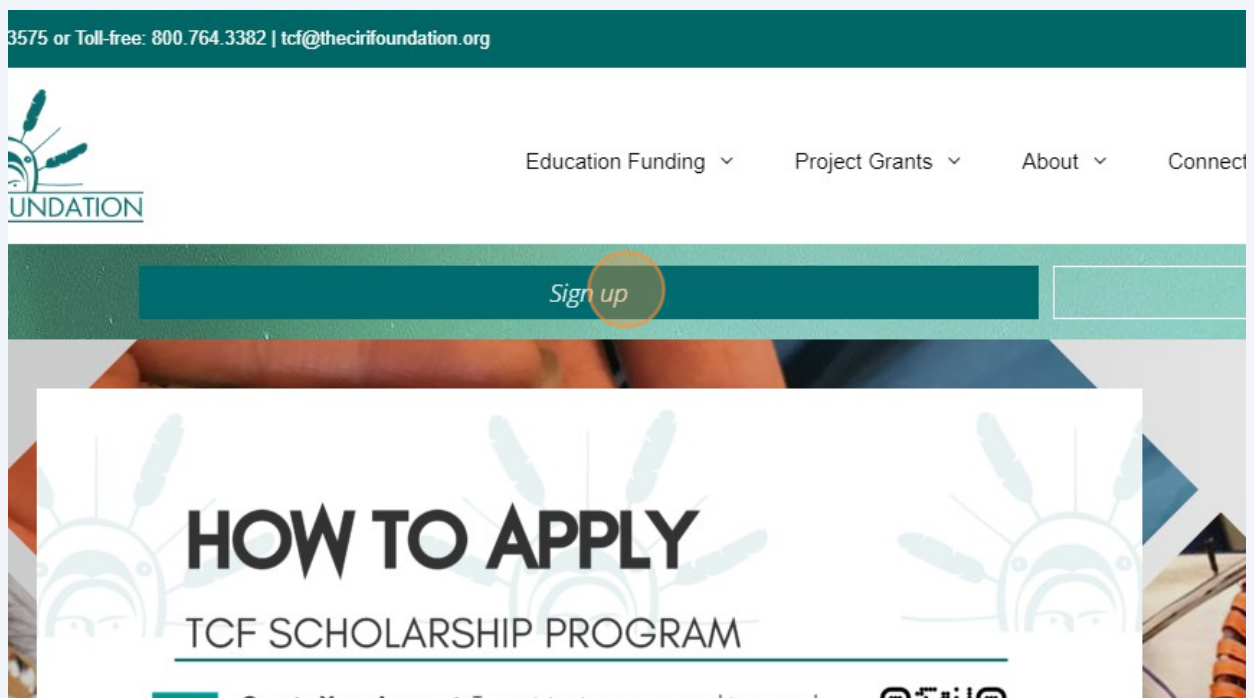 3575 or Toll-free: 800.764.3382 | tcf@thecirifoundation.org
Education Funding Project Grants About Connect
UNDATION
Sign up
HOW TO APPLY
TCF SCHOLARSHIP PROGRAM